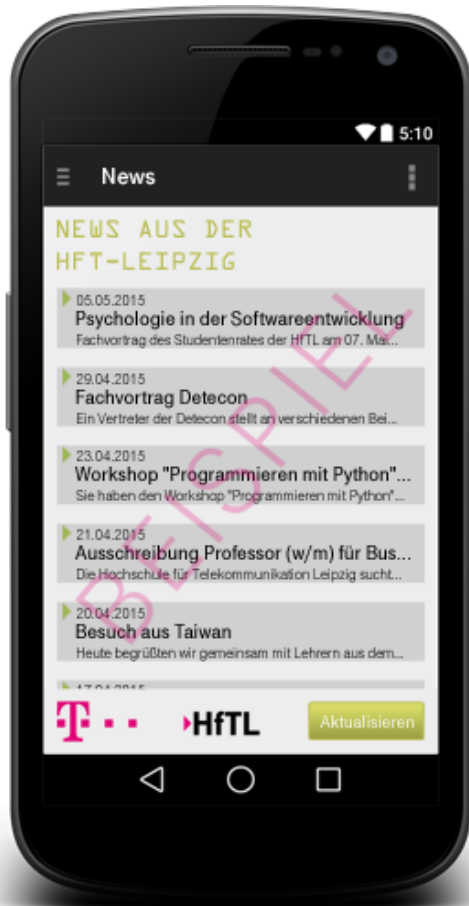 5:10
News
NEWS AUS DER
HFT-LEIPZIG
05.05.2015
Psychologie in der Softwareentwicklung
Fachvortrag des Studentenrates der HfTL am 07. Mai...
29.04.2015
Fachvortrag Detecon
Ein Vertreter der Detecon stellt an verschiedenen Bei...
23.04.2015
Workshop "Programmieren mit Python"...
Sie haben den Workshop "Programmieren mit Python"...
21.04.2015
Ausschreibung Professor (w/m) für Bus...
Die Hochschule für Telekommunikation Leipzig sucht...
20.04.2015
Besuch aus Taiwan
Heute begrüßten wir gemeinsam mit Lehrern aus dem...
17.04.2015
BEISPIEL
T
HfTL
Aktualisieren